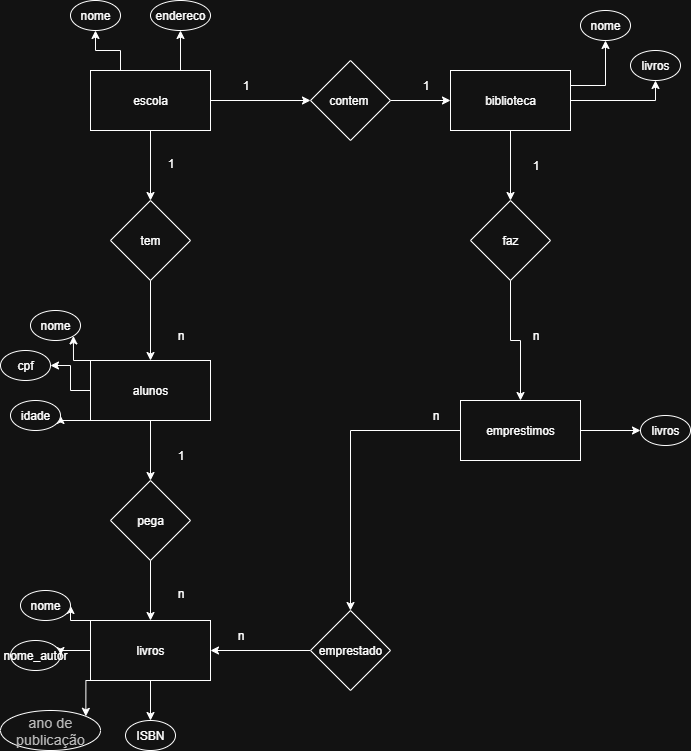 nome
endereco
nome
livros
escola
1
contem
1
biblioteca
1
1
tem
faz
nome
n
n
cpf
alunos
idade
n
emprestimos
livros
1
pega
nome
n
livros
n
emprestado
nome_autor
ano de
publicação
ISBN